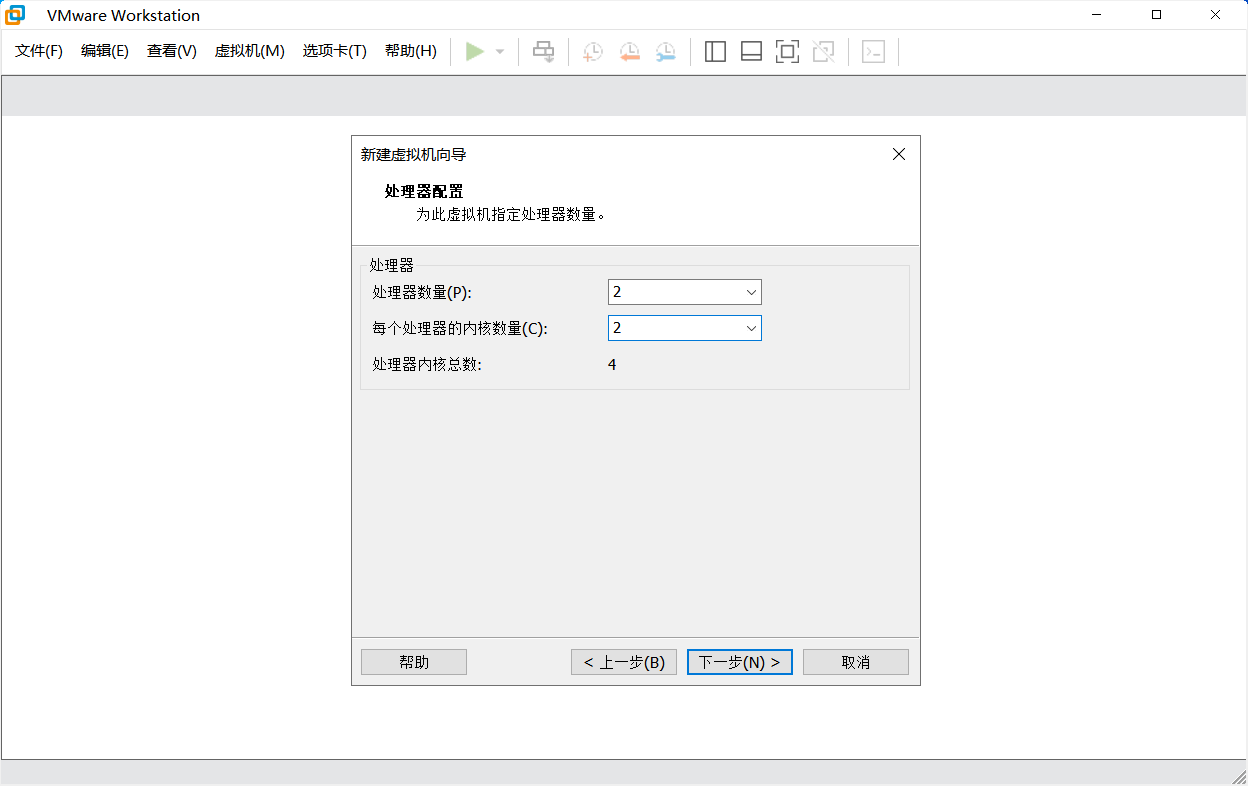 VMware Workstation
文件(F) 编辑(E) 查看(V) 虚拟机(M) 选项卡(T) 帮助(H)
新建虚拟机向导
处理器配置
为此虚拟机指定处理器数量。
处理器
处理器数量(P): 2
每个处理器的内核数量(C): 2
处理器内核总数: 4
帮助 < 上一步(B) 下一步(N) > 取消